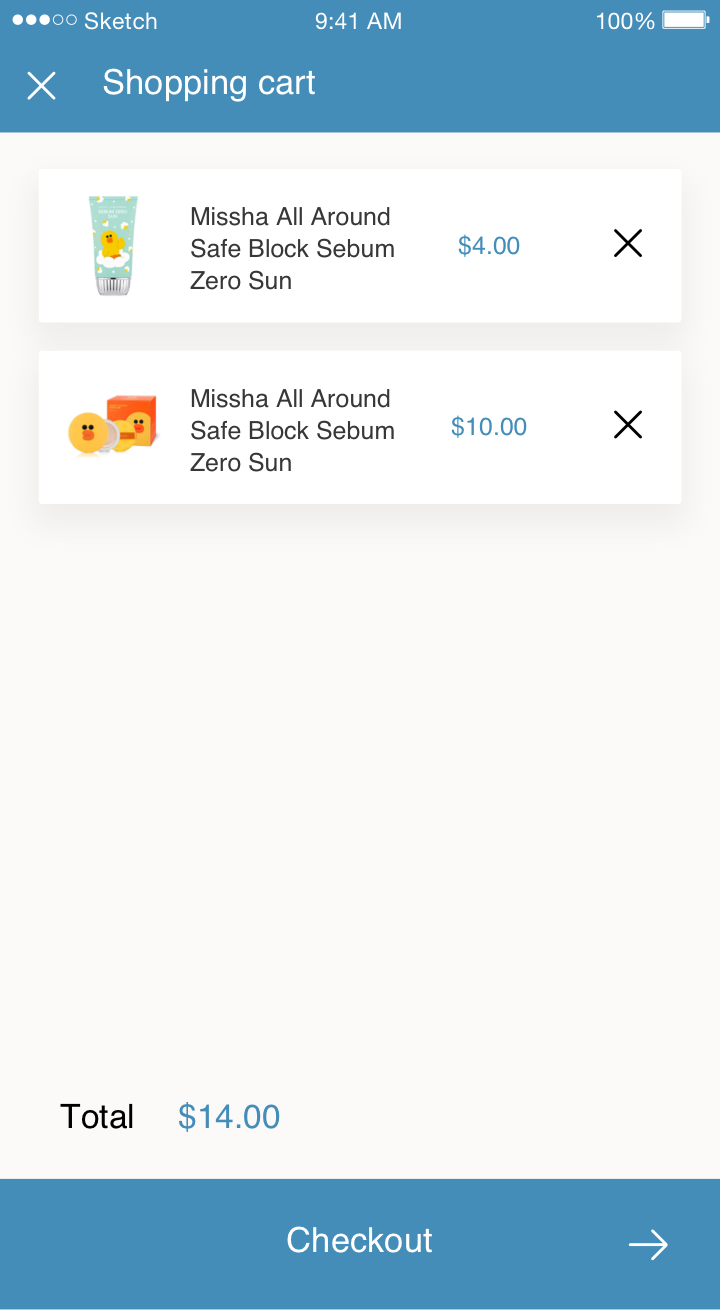 Sketch 9:41 AM 100%
Shopping cart
Missha All Around
Safe Block Sebum
Zero Sun
$4.00
Missha All Around
Safe Block Sebum
Zero Sun
$10.00
Total $14.00
Checkout